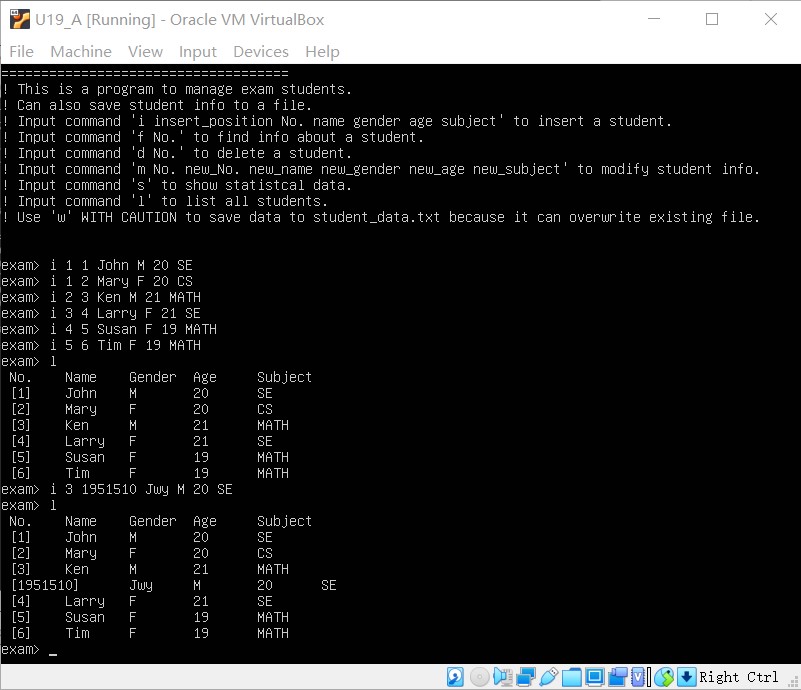 U19_A [Running] - Oracle VM VirtualBox
File Machine View Input Devices Help
====================================
! This is a program to manage exam students.
! Can also save student info to a file.
! Input command 'i insert_position No. name gender age subject' to insert a student.
! Input command 'f No.' to find info about a student.
! Input command 'd No.' to delete a student.
! Input command 'm No. new_No. new_name new_gender new_age new_subject' to modify student info.
! Input command 's' to show statistcal data.
! Input command 'l' to list all students.
! Use 'w' WITH CAUTION to save data to student_data.txt because it can overwrite existing file.
exam> i 1 1 John M 20 SE
exam> i 1 2 Mary F 20 CS
exam> i 2 3 Ken M 21 MATH
exam> i 3 4 Larry F 21 SE
exam> i 4 5 Susan F 19 MATH
exam> i 5 6 Tim F 19 MATH
exam> l
No. Name Gender Age Subject
[1] John M 20 SE
[2] Mary F 20 CS
[3] Ken M 21 MATH
[4] Larry F 21 SE
[5] Susan F 19 MATH
[6] Tim F 19 MATH
exam> i 3 1951510 Jwy M 20 SE
exam> l
No. Name Gender Age Subject
[1] John M 20 SE
[2] Mary F 20 CS
[3] Ken M 21 MATH
[1951510] Jwy M 20 SE
[4] Larry F 21 SE
[5] Susan F 19 MATH
[6] Tim F 19 MATH
exam> _
Right Ctrl